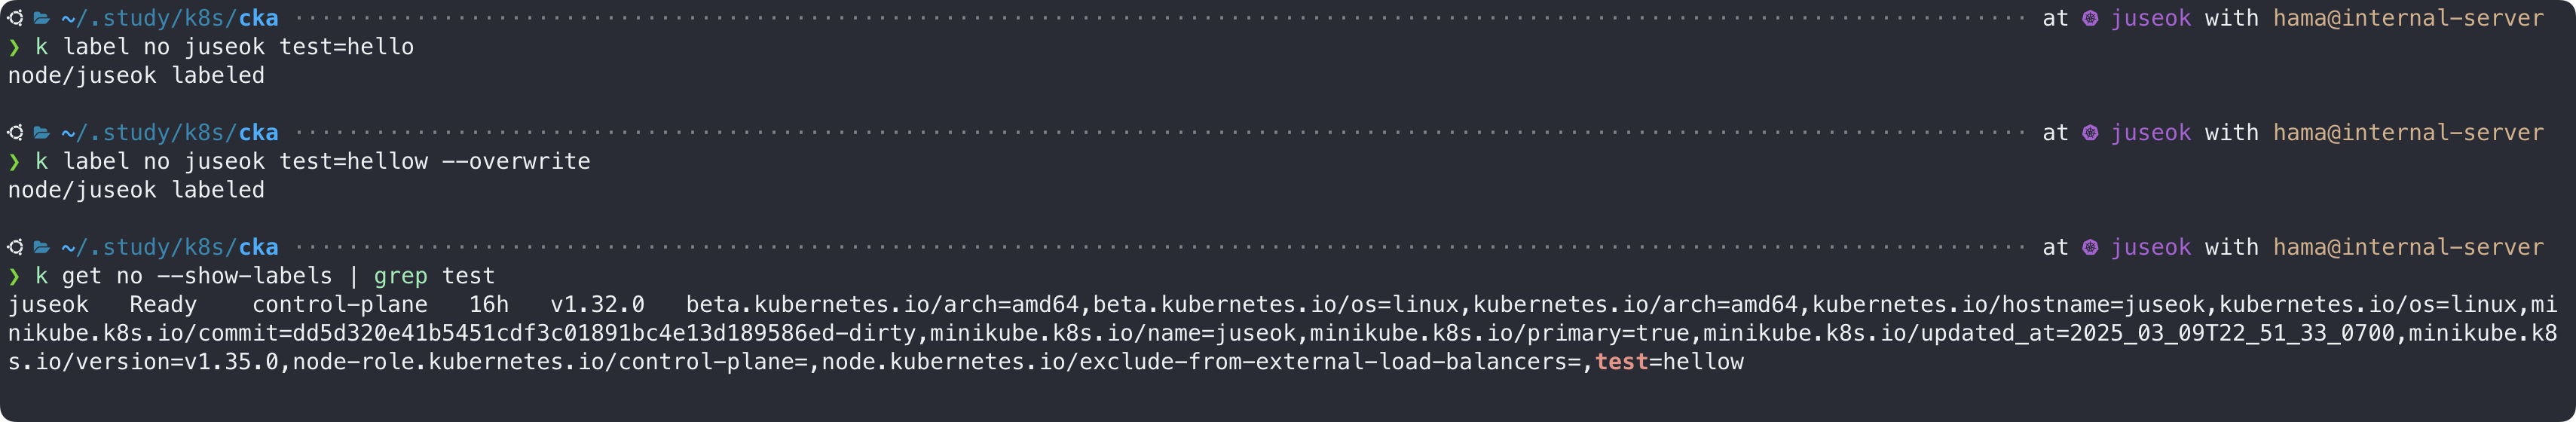 ~/.study/k8s/cka ································ at juseok with hama@internal-server
❯ k label no juseok test=hello
node/juseok labeled
~/.study/k8s/cka ································ at juseok with hama@internal-server
❯ k label no juseok test=hellow --overwrite
node/juseok labeled
~/.study/k8s/cka ································ at juseok with hama@internal-server
❯ k get no --show-labels | grep test
juseok   Ready    control-plane   16h   v1.32.0   beta.kubernetes.io/arch=amd64,beta.kubernetes.io/os=linux,kubernetes.io/arch=amd64,kubernetes.io/hostname=juseok,kubernetes.io/os=linux,mi
nikube.k8s.io/commit=dd5d320e41b5451cdf3c01891bc4e13d189586ed-dirty,minikube.k8s.io/name=juseok,minikube.k8s.io/primary=true,minikube.k8s.io/updated_at=2025_03_09T22_51_33_0700,minikube.k8
s.io/version=v1.35.0,node-role.kubernetes.io/control-plane=,node.kubernetes.io/exclude-from-external-load-balancers=,test=hellow